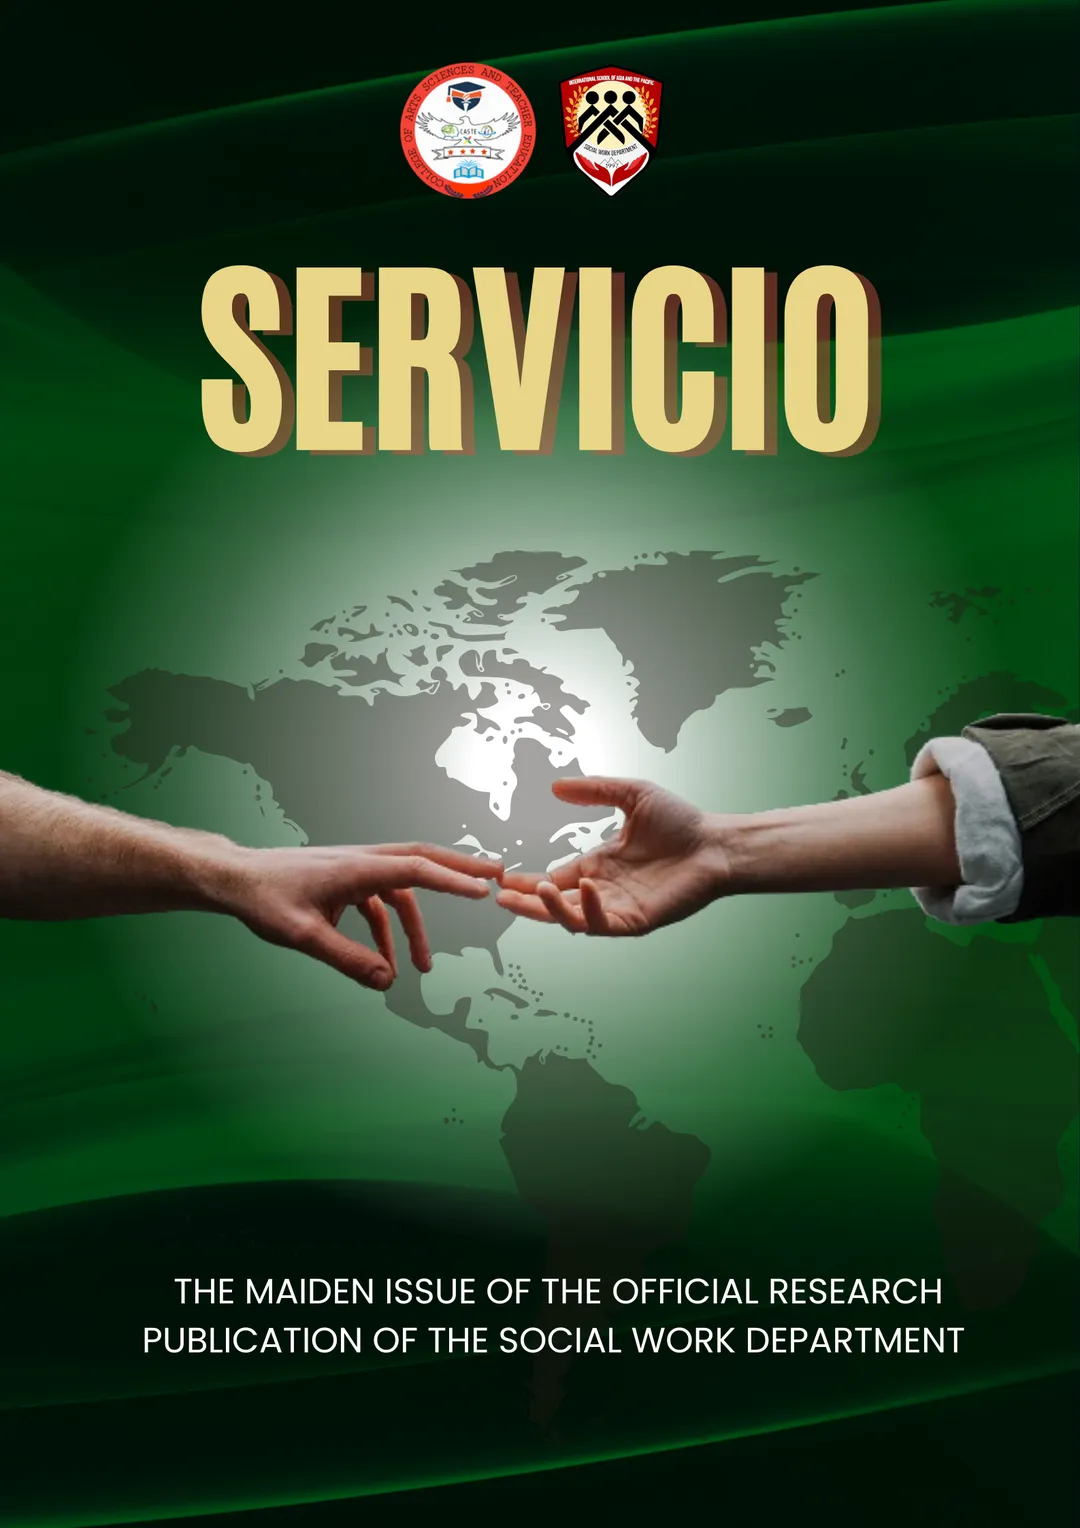 COLLEGE OF ARTS SCIENCES AND TEACHER EDUCATION
CASTE
INTERNATIONAL SCHOOL OF ASIA AND THE PACIFIC
SOCIAL WORK DEPARTMENT
1997
SERVICIO
THE MAIDEN ISSUE OF THE OFFICIAL RESEARCH
PUBLICATION OF THE SOCIAL WORK DEPARTMENT